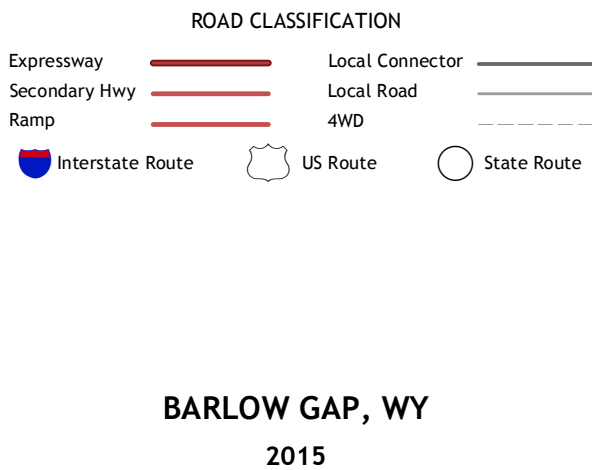 ROAD CLASSIFICATION
Expressway
Local Connector
Secondary Hwy
Local Road
Ramp
4WD
Interstate Route
US Route
State Route
BARLOW GAP, WY
2015